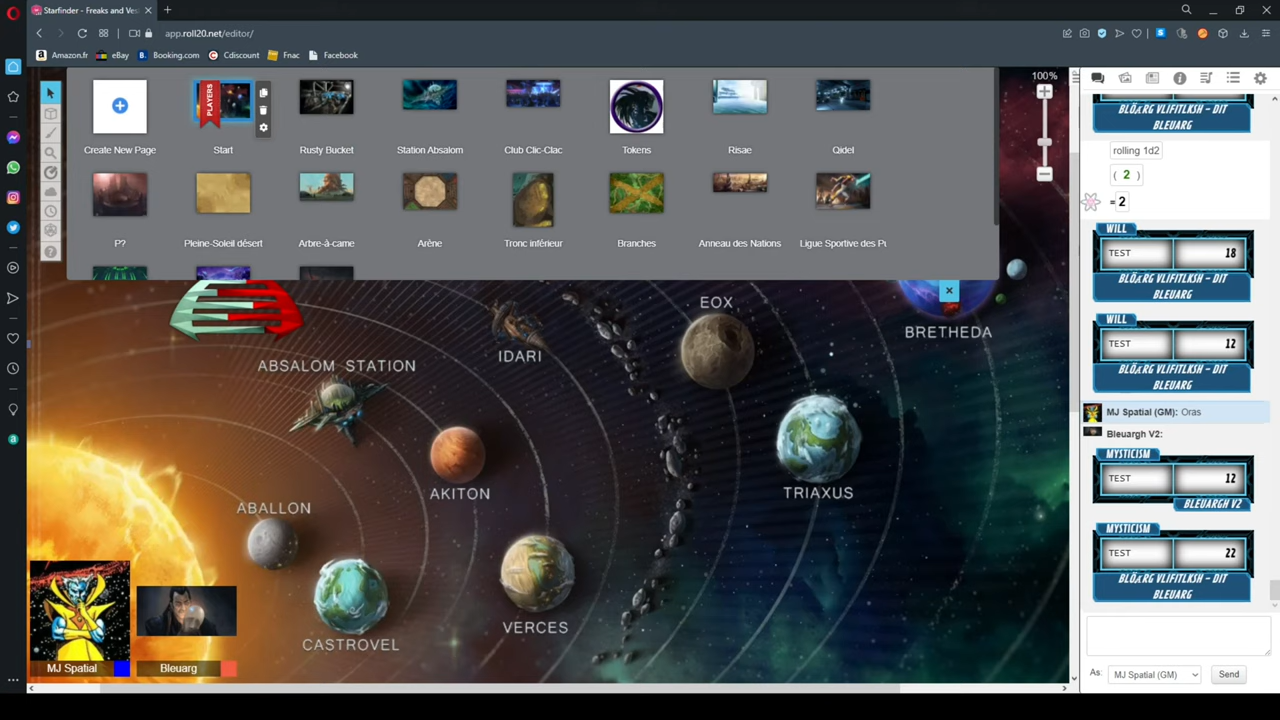 Starfinder - Freaks and Ves
app.roll20.net/editor/
Amazon.fr
eBay
Booking.com
Cdiscount
Fnac
Facebook
100%
PLAYERS
Create New Page
Start
Rusty Bucket
Station Absalom
Club Clic-Clac
Tokens
Risae
Qidel
P?
Pleine-Soleil désert
Arbre-à-came
Arène
Tronc inférieur
Branches
Anneau des Nations
Ligue Sportive des Pu
EOX
BRETHEDA
IDARI
ABSALOM STATION
AKITON
TRIAXUS
ABALLON
VERCES
CASTROVEL
MJ Spatial
Bleuarg
BLÖÄRG VLIFITLKSH - DIT
BLEUARG
rolling 1d2
( 2 )
= 2
WILL
TEST 18
BLÖÄRG VLIFITLKSH - DIT
BLEUARG
WILL
TEST 12
BLÖÄRG VLIFITLKSH - DIT
BLEUARG
MJ Spatial (GM): Oras
Bleuargh V2:
MYSTICISM
TEST 12
BLEUARGH V2
MYSTICISM
TEST 22
BLÖÄRG VLIFITLKSH - DIT
BLEUARG
As: MJ Spatial (GM)
Send